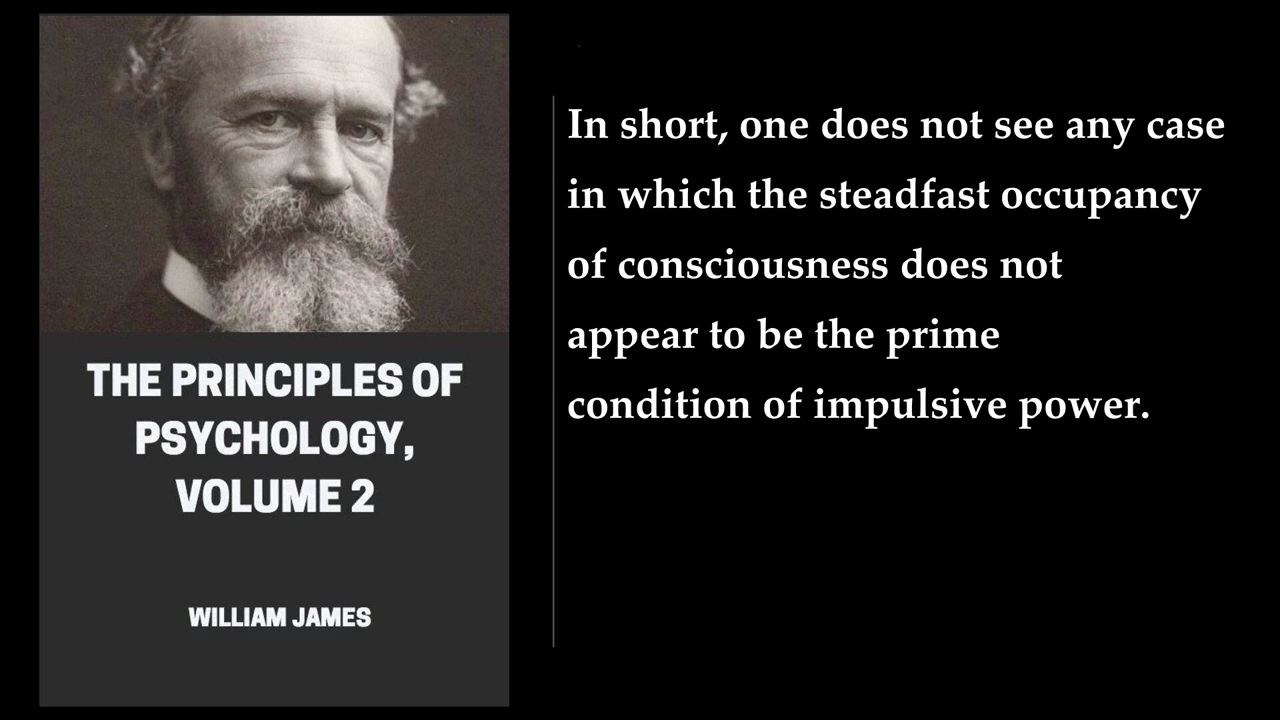 THE PRINCIPLES OF
PSYCHOLOGY,
VOLUME 2
WILLIAM JAMES
In short, one does not see any case
in which the steadfast occupancy
of consciousness does not
appear to be the prime
condition of impulsive power.